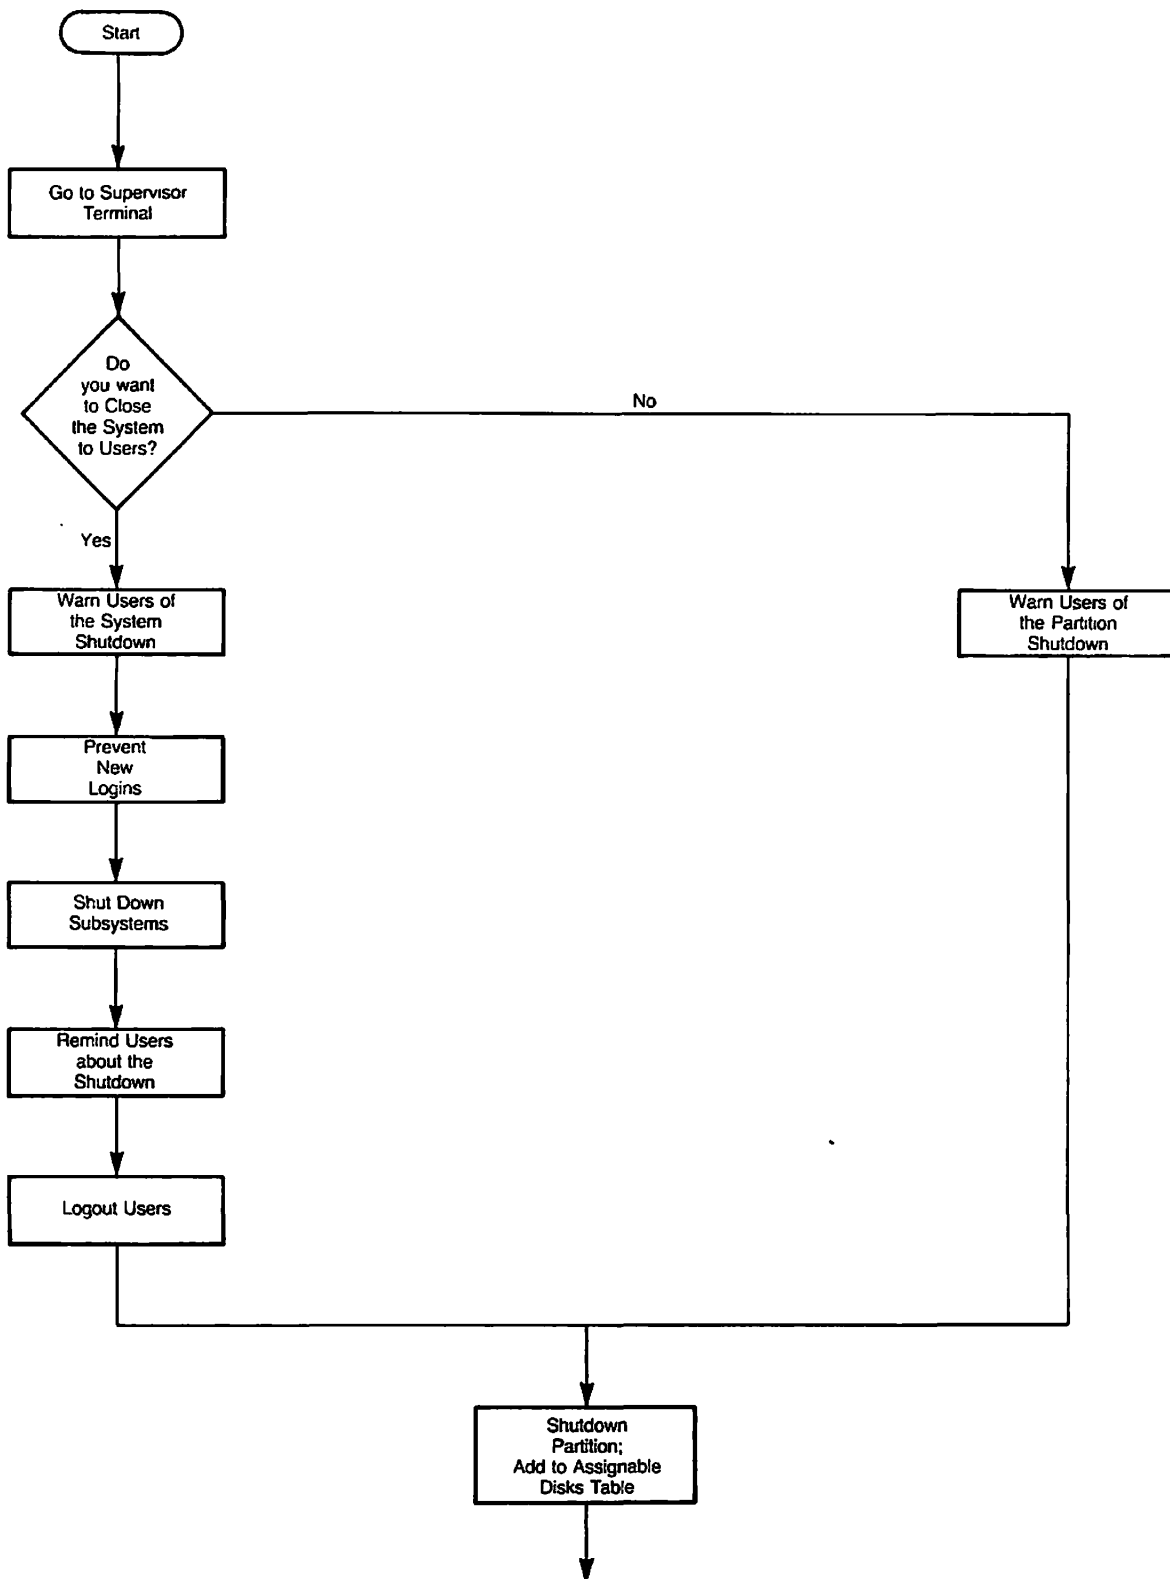 Start
Go to Supervisor
Terminal
Do
you want
to Close
the System
to Users?
No
Yes
Warn Users of
the System
Shutdown
Warn Users of
the Partition
Shutdown
Prevent
New
Logins
Shut Down
Subsystems
Remind Users
about the
Shutdown
Logout Users
Shutdown
Partition;
Add to Assignable
Disks Table